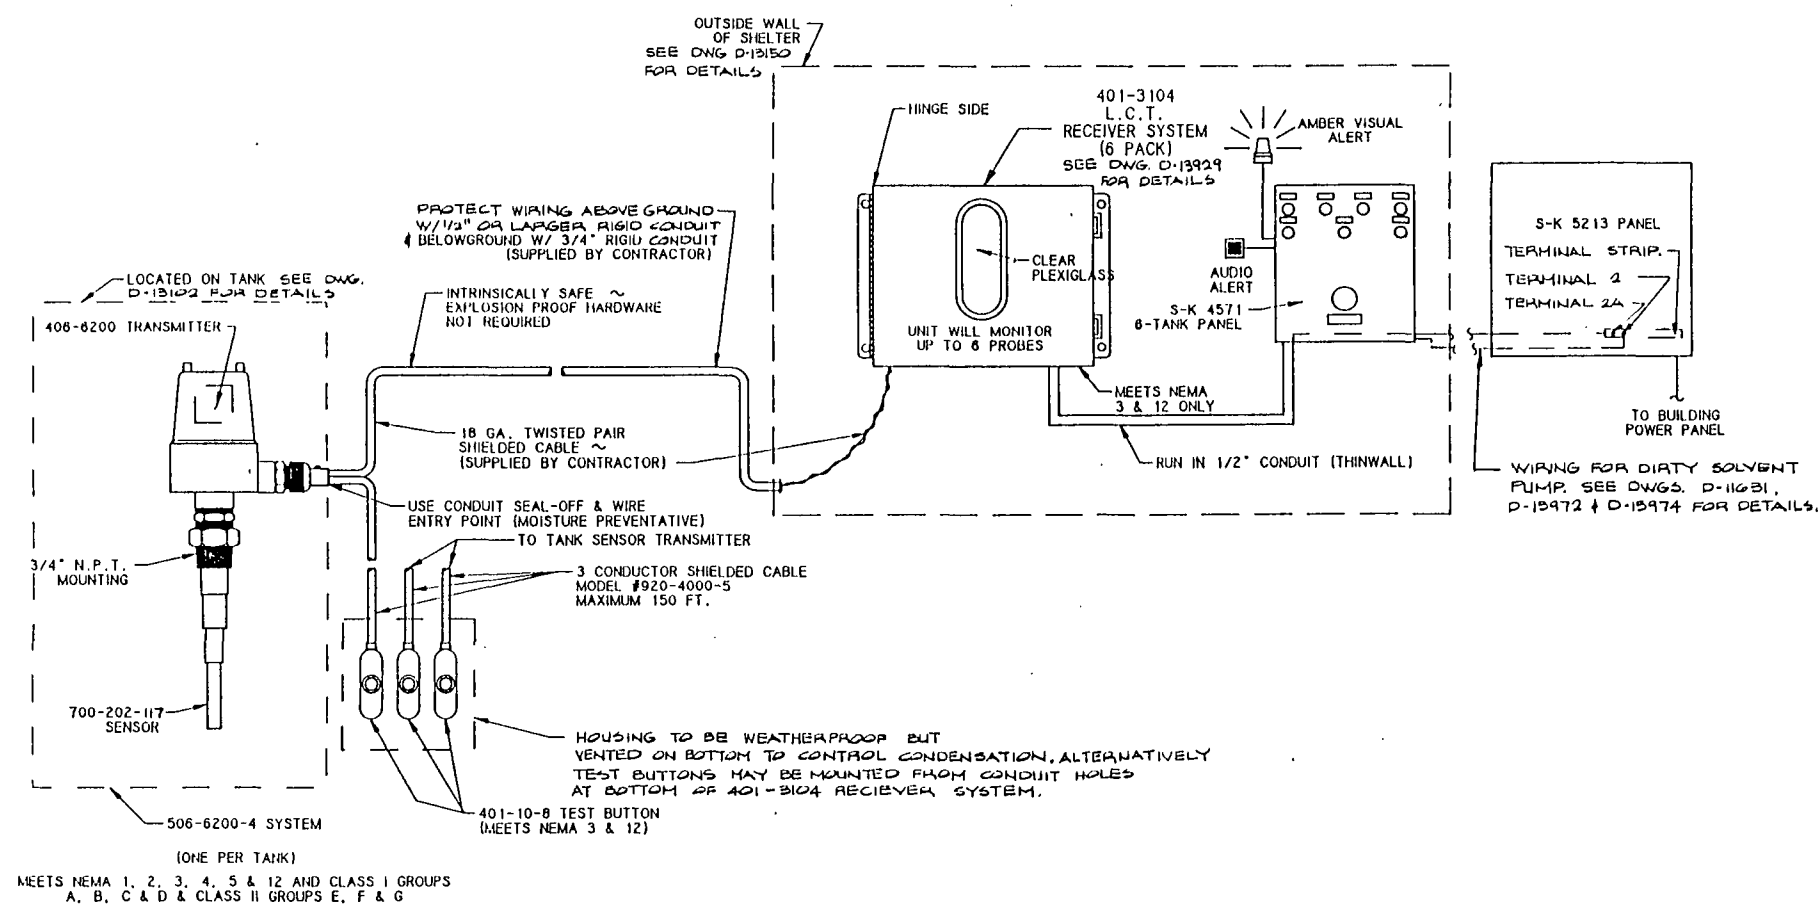 OUTSIDE WALL
OF SHELTER
SEE DWG D-13150
FOR DETAILS
HINGE SIDE
401-3104
L.C.T.
RECEIVER SYSTEM
(6 PACK)
SEE DWG. D-13929
FOR DETAILS
AMBER VISUAL
ALERT
S-K 5213 PANEL
TERMINAL STRIP.
TERMINAL 2
TERMINAL 2A
PROTECT WIRING ABOVE GROUND
W/ 1/2" OR LARGER RIGID CONDUIT
& BELOWGROUND W/ 3/4" RIGID CONDUIT
(SUPPLIED BY CONTRACTOR)
CLEAR
PLEXIGLASS
AUDIO
ALERT
S-K 4571
6-TANK PANEL
UNIT WILL MONITOR
UP TO 6 PROBES
LOCATED ON TANK SEE DWG.
D-13102 FOR DETAILS
406-6200 TRANSMITTER
INTRINSICALLY SAFE ~
EXPLOSION PROOF HARDWARE
NOT REQUIRED
MEETS NEMA
3 & 12 ONLY
TO BUILDING
POWER PANEL
18 GA. TWISTED PAIR
SHIELDED CABLE ~
(SUPPLIED BY CONTRACTOR)
RUN IN 1/2" CONDUIT (THINWALL)
WIRING FOR DIRTY SOLVENT
PUMP. SEE DWGS. D-11631,
D-15972 & D-15974 FOR DETAILS.
USE CONDUIT SEAL-OFF & WIRE
ENTRY POINT (MOISTURE PREVENTATIVE)
TO TANK SENSOR TRANSMITTER
3/4" N.P.T.
MOUNTING
3 CONDUCTOR SHIELDED CABLE
MODEL #920-4000-5
MAXIMUM 150 FT.
700-202-117
SENSOR
HOUSING TO BE WEATHERPROOF BUT
VENTED ON BOTTOM TO CONTROL CONDENSATION. ALTERNATIVELY
TEST BUTTONS MAY BE MOUNTED FROM CONDUIT HOLES
AT BOTTOM OF 401-3104 RECIEVER SYSTEM.
401-10-8 TEST BUTTON
(MEETS NEMA 3 & 12)
506-6200-4 SYSTEM
(ONE PER TANK)
MEETS NEMA 1, 2, 3, 4, 5 & 12 AND CLASS I GROUPS
A, B, C & D & CLASS II GROUPS E, F & G